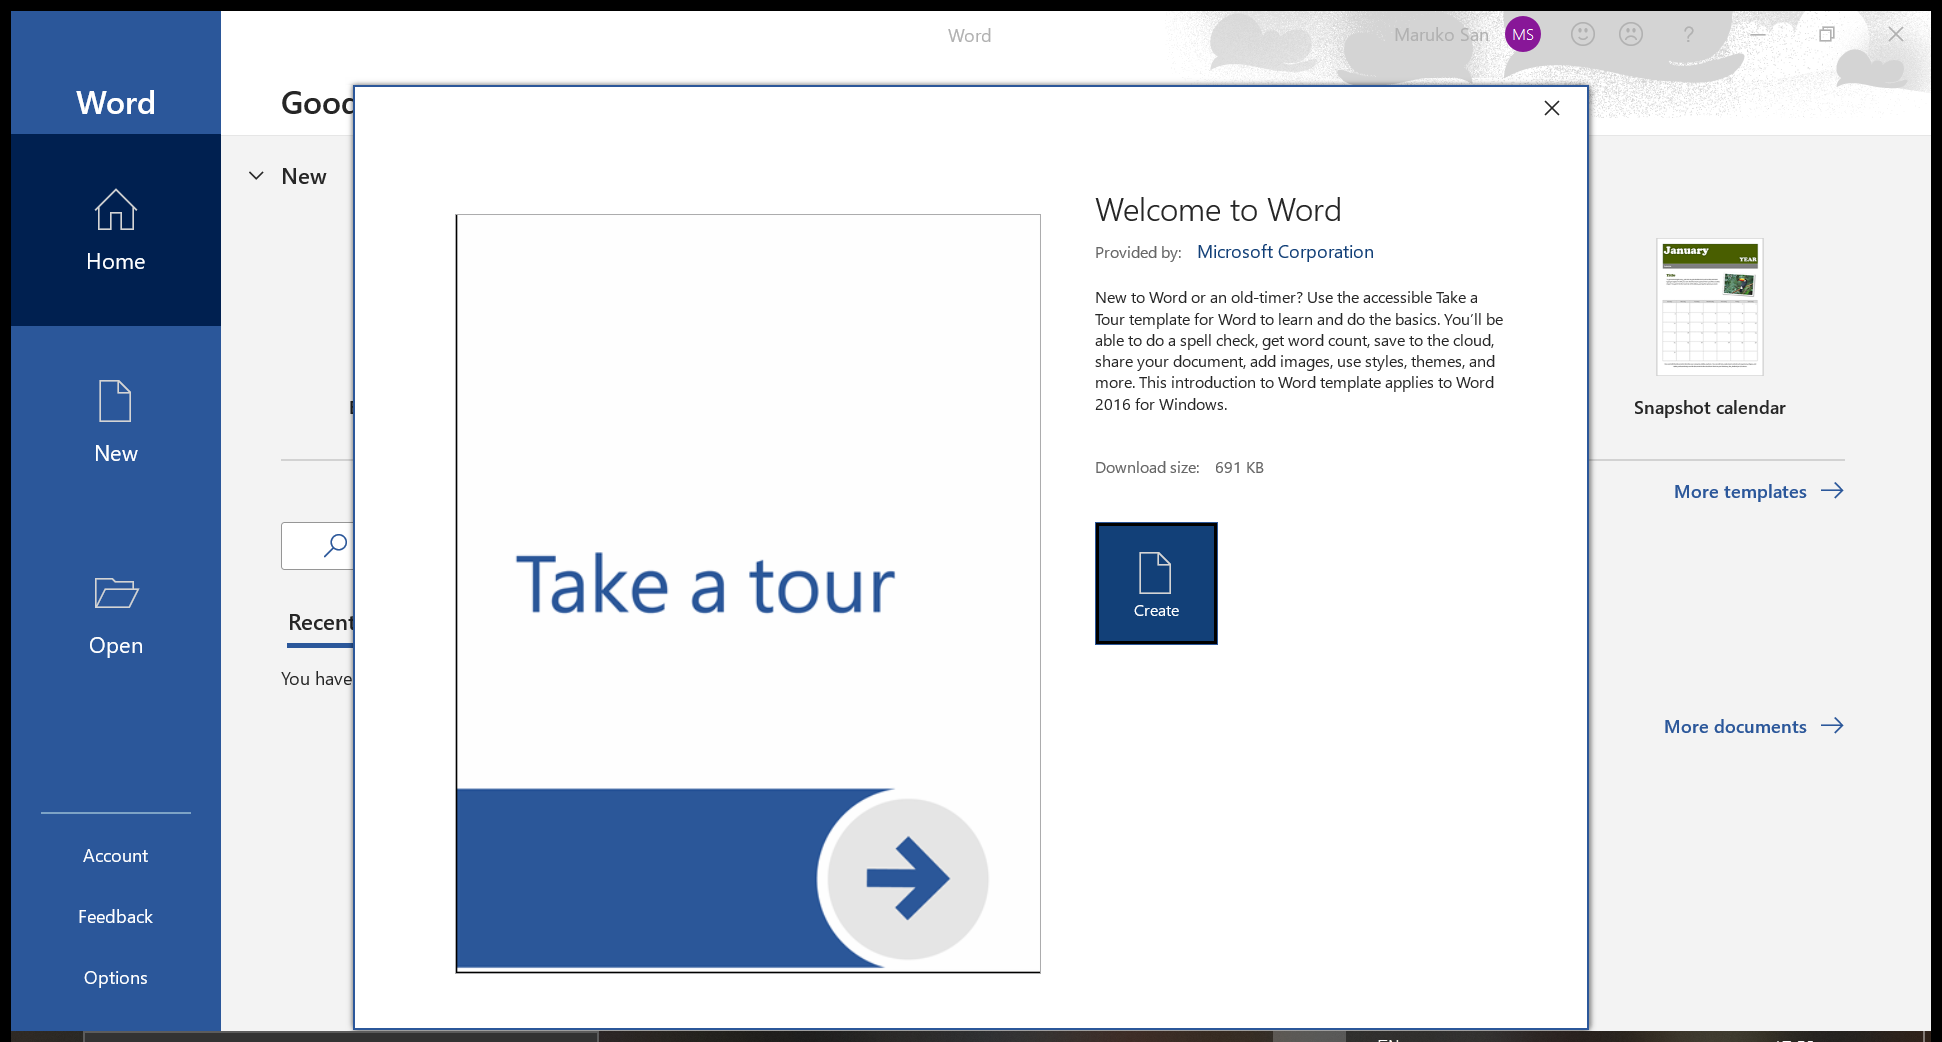 Word
Maruko San
MS
?
Word
Good
Home
New
Open
Account
Feedback
Options
New
Recent
You have
Take a tour
Welcome to Word
Provided by: Microsoft Corporation
New to Word or an old-timer? Use the accessible Take a
Tour template for Word to learn and do the basics. You’ll be
able to do a spell check, get word count, save to the cloud,
share your document, add images, use styles, themes, and
more. This introduction to Word template applies to Word
2016 for Windows.
Download size: 691 KB
Create
January
YEAR
Title
Snapshot calendar
More templates
More documents